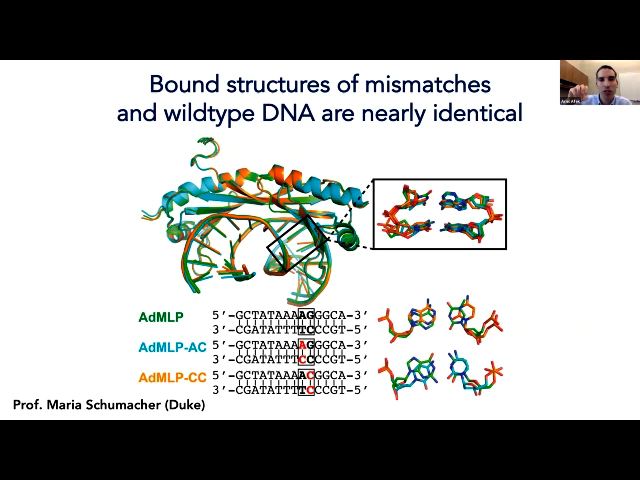 Bound structures of mismatches
and wildtype DNA are nearly identical
AdMLP
5'-GCTATAAAAGGGCA-3'
3'-CGATATTTTCCCGT-5'
AdMLP-AC
5'-GCTATAAAAGGGCA-3'
3'-CGATATTTCCCCGT-5'
AdMLP-CC
5'-GCTATAAAACGGCA-3'
3'-CGATATTTTCCCGT-5'
Prof. Maria Schumacher (Duke)